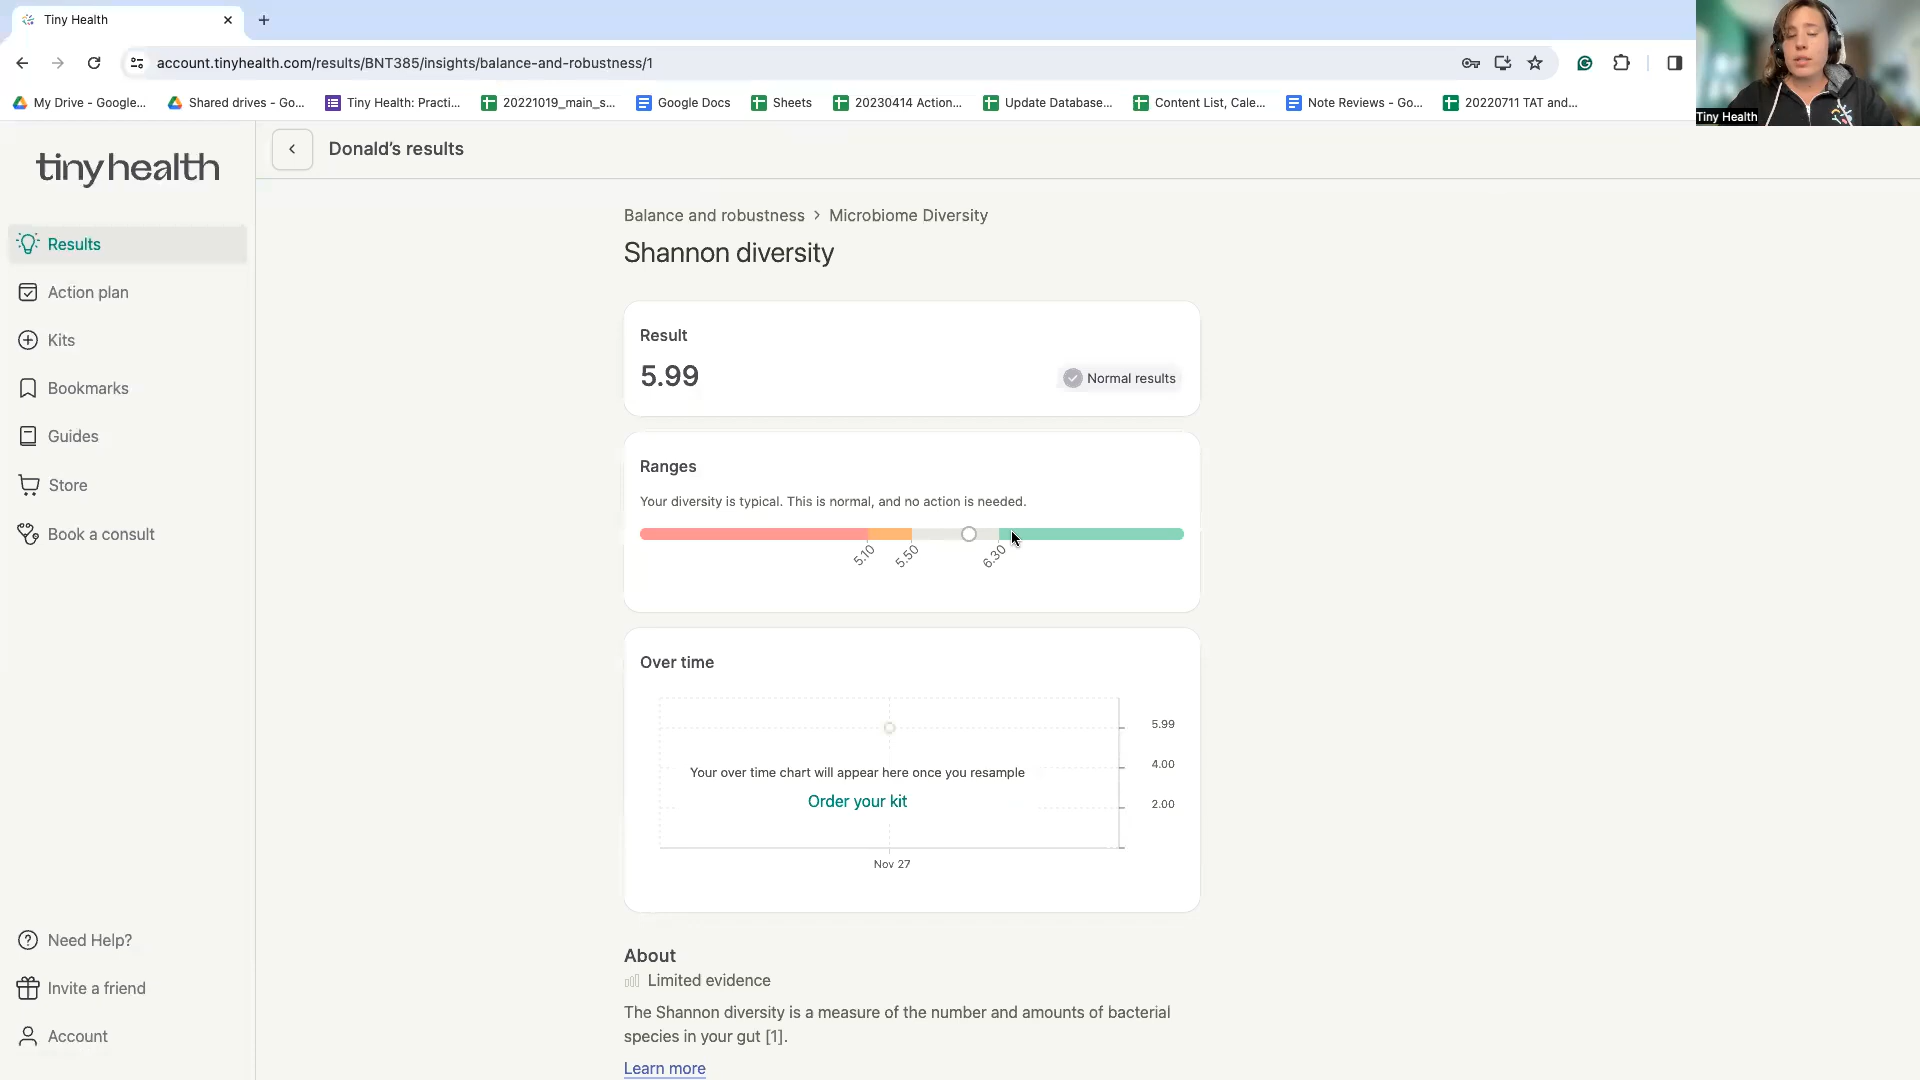 Tiny Health
account.tinyhealth.com/results/BNT385/insights/balance-and-robustness/1
My Drive - Google...
Shared drives - Go...
Tiny Health: Practi...
20221019_main_s...
Google Docs
Sheets
20230414 Action...
Update Database...
Content List, Cale...
Note Reviews - Go...
20220711 TAT and...
Tiny Health
tinyhealth
Results
Action plan
Kits
Bookmarks
Guides
Store
Book a consult
Need Help?
Invite a friend
Account
Donald's results
Balance and robustness > Microbiome Diversity
Shannon diversity
Result
5.99
Normal results
Ranges
Your diversity is typical. This is normal, and no action is needed.
5.10
5.50
6.30
Over time
5.99
4.00
2.00
Your over time chart will appear here once you resample
Order your kit
Nov 27
About
Limited evidence
The Shannon diversity is a measure of the number and amounts of bacterial
species in your gut [1].
Learn more